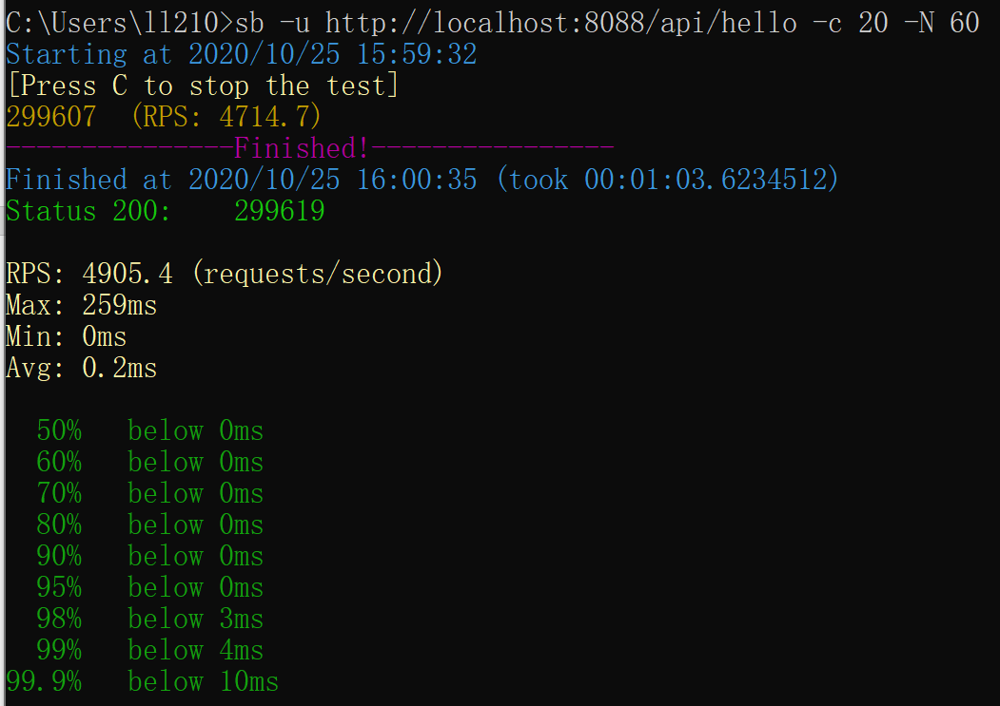 C:\Users\ll210>sb -u http://localhost:8088/api/hello -c 20 -N 60
Starting at 2020/10/25 15:59:32
[Press C to stop the test]
299607  (RPS: 4714.7)
---------------Finished!----------------
Finished at 2020/10/25 16:00:35 (took 00:01:03.6234512)
Status 200:    299619
RPS: 4905.4 (requests/second)
Max: 259ms
Min: 0ms
Avg: 0.2ms
50%   below 0ms
60%   below 0ms
70%   below 0ms
80%   below 0ms
90%   below 0ms
95%   below 0ms
98%   below 3ms
99%   below 4ms
99.9%   below 10ms